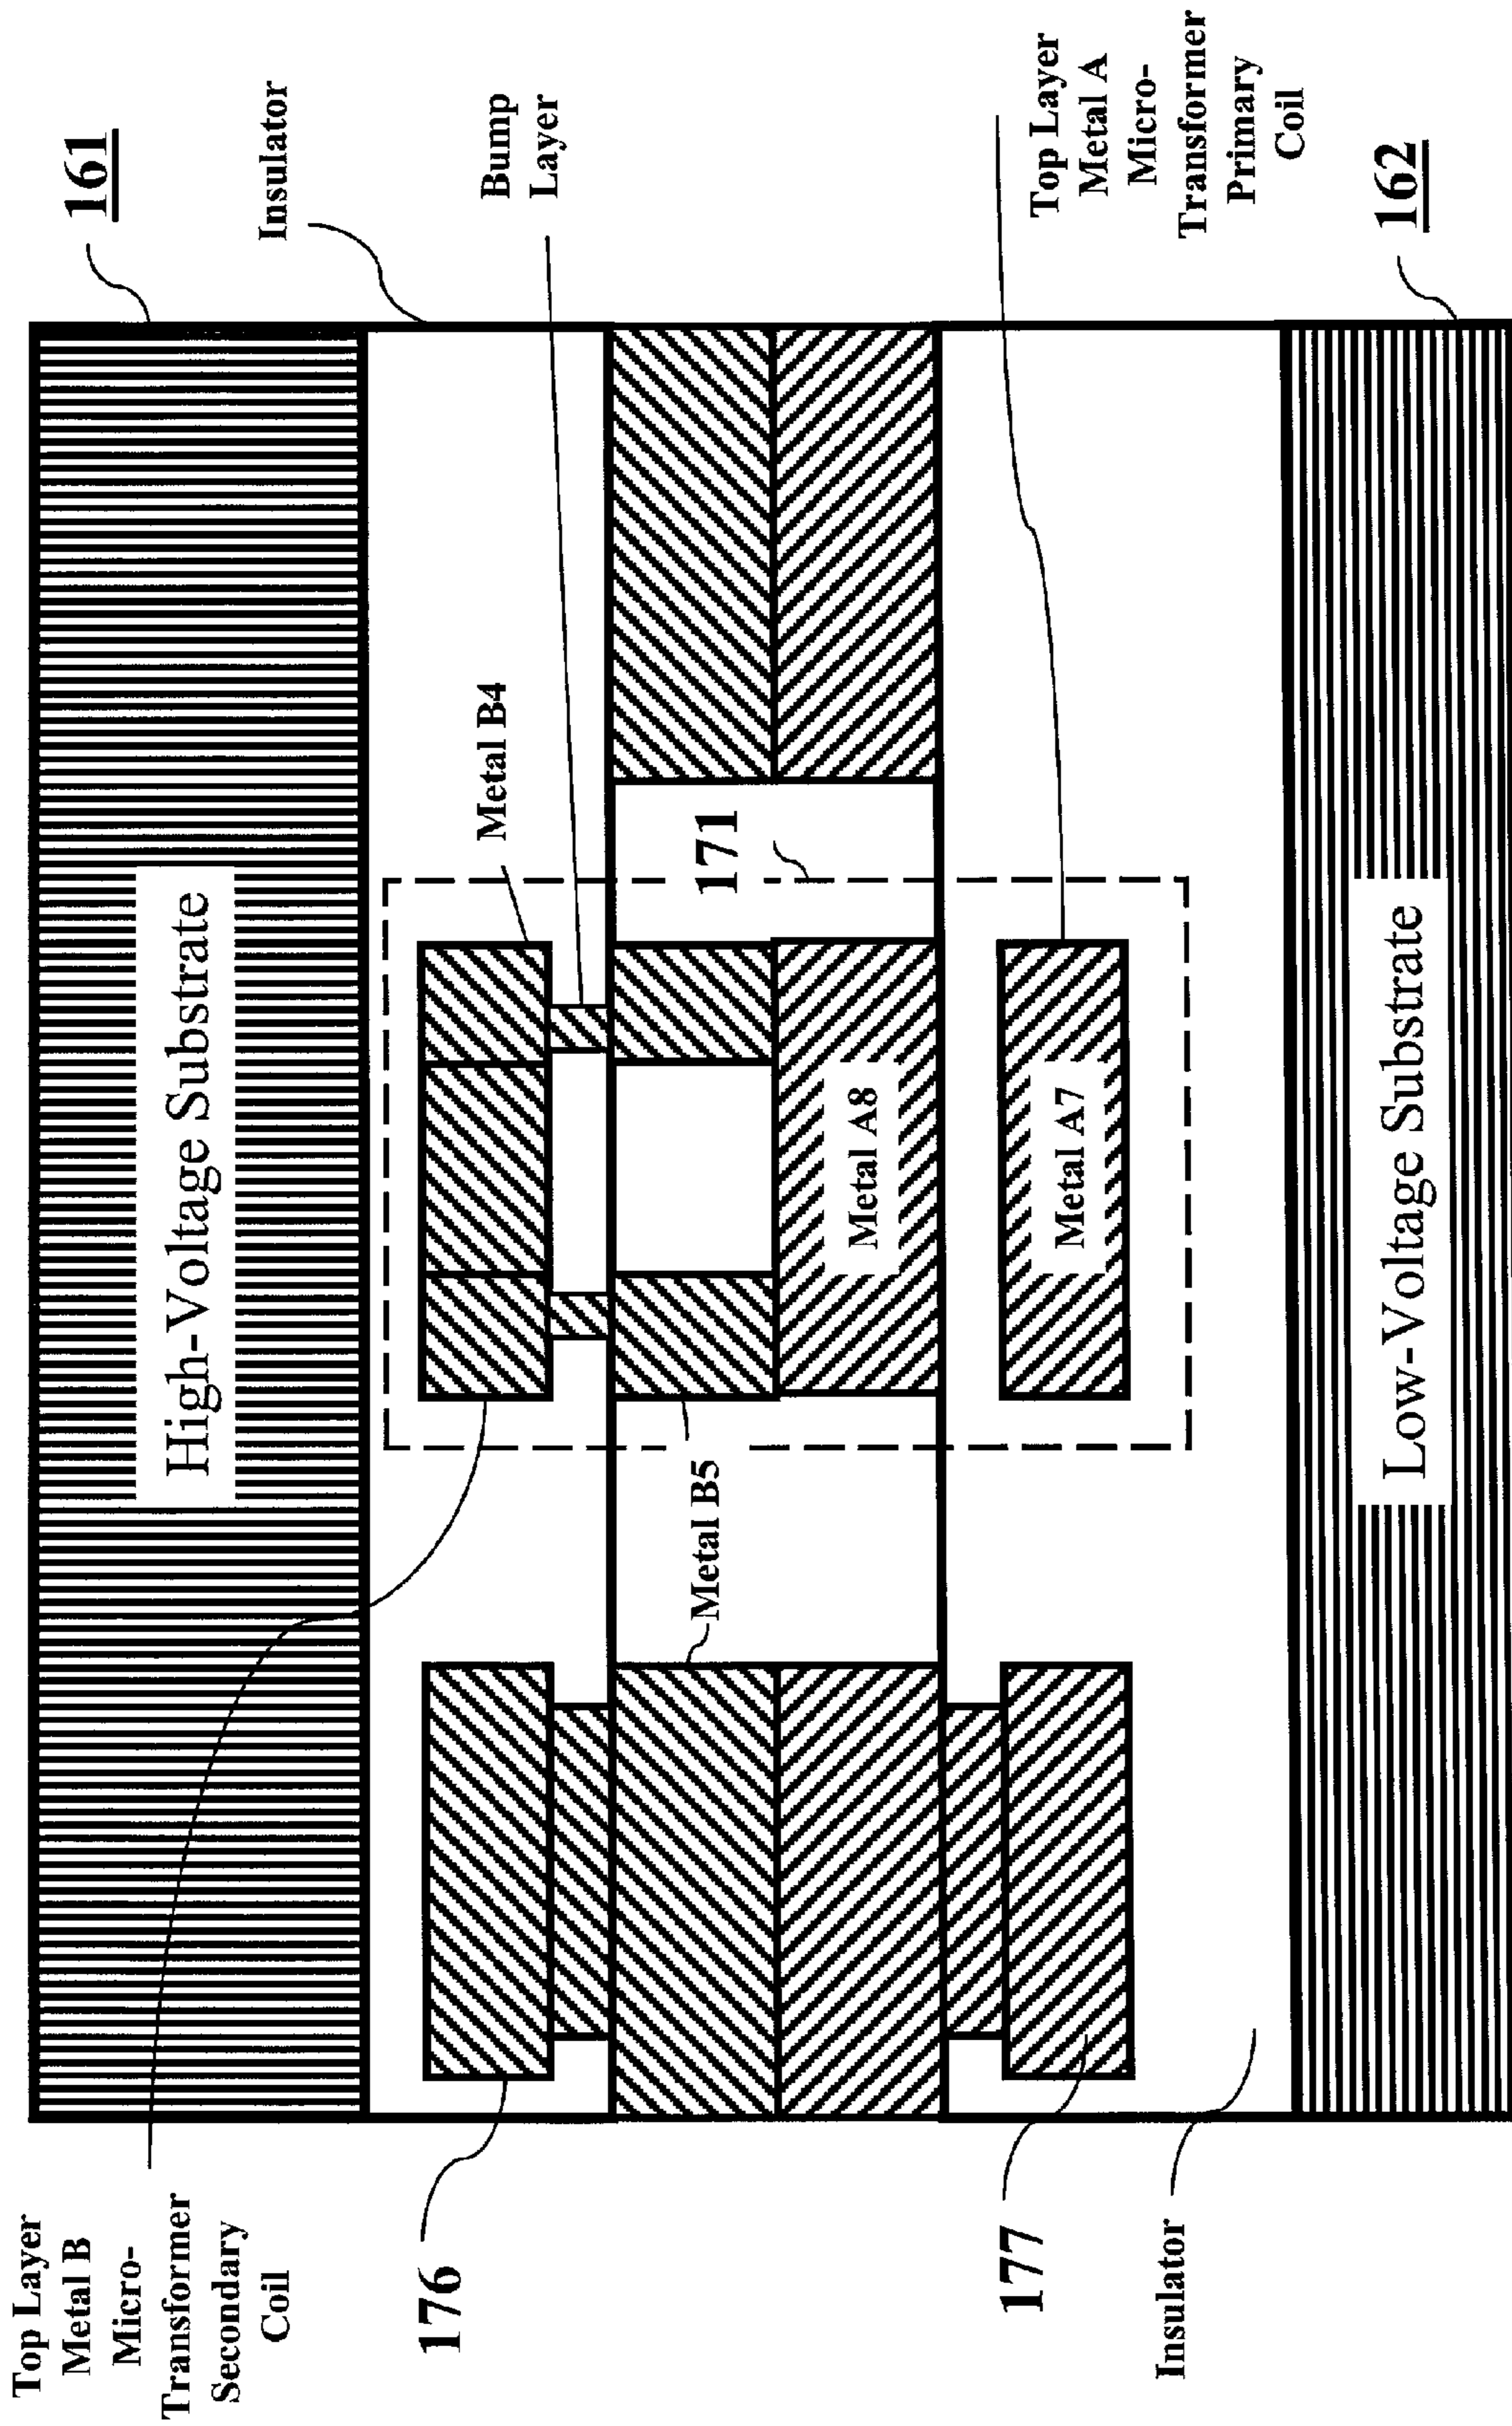 Top Layer
Metal B
Micro-
Transformer
Secondary
Coil
High-Voltage Substrate
161
Insulator
176
Metal B4
Bump
Layer
Metal B5
171
Metal A8
177
Metal A7
Top Layer
Metal A
Micro-
Transformer
Primary
Coil
Insulator
Low-Voltage Substrate
162